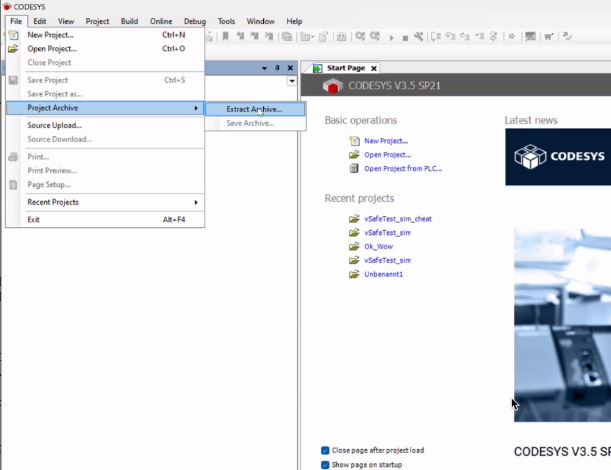 CODESYS
File Edit View Project Build Online Debug Tools Window Help
New Project... Ctrl+N
Open Project... Ctrl+O
Close Project
Save Project Ctrl+S
Save Project as...
Project Archive
Extract Archive...
Save Archive...
Source Upload...
Source Download...
Print...
Print Preview...
Page Setup...
Recent Projects
Exit Alt+F4
Start Page
CODESYS V3.5 SP21
Basic operations
New Project...
Open Project...
Open Project from PLC...
Recent projects
vSafeTest_sim_cheat
vSafeTest_sim
Ok_Wow
vSafeTest_sim
Unbenannt1
Close page after project load
Show page on startup
Latest news
CODESYS
CODESYS V3.5 SP